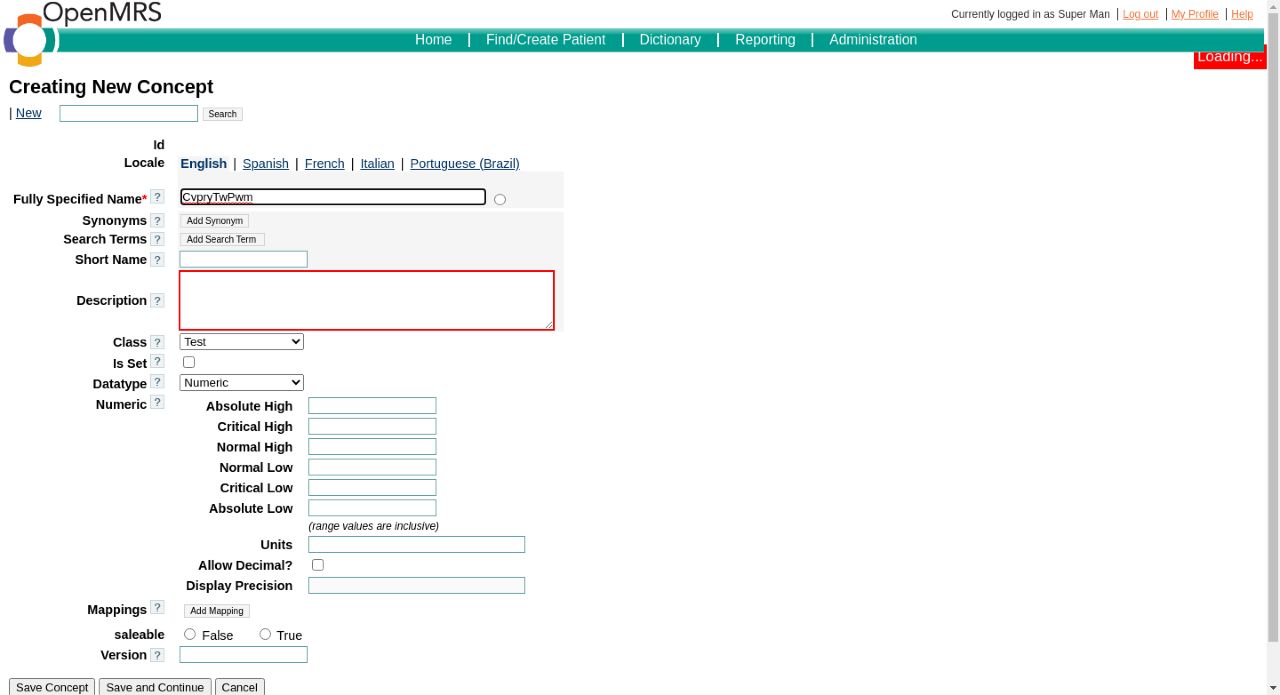 OpenMRS
Currently logged in as Super Man | Log out | My Profile | Help
Home | Find/Create Patient | Dictionary | Reporting | Administration
Loading...
Creating New Concept
| New Search
Id
Locale English | Spanish | French | Italian | Portuguese (Brazil)
Fully Specified Name* ? CvpryTwPwm
Synonyms ? Add Synonym
Search Terms ? Add Search Term
Short Name ?
Description ?
Class ? Test
Is Set ?
Datatype ? Numeric
Numeric ? Absolute High
Critical High
Normal High
Normal Low
Critical Low
Absolute Low
(range values are inclusive)
Units
Allow Decimal?
Display Precision
Mappings ? Add Mapping
saleable False True
Version ?
Save Concept Save and Continue Cancel